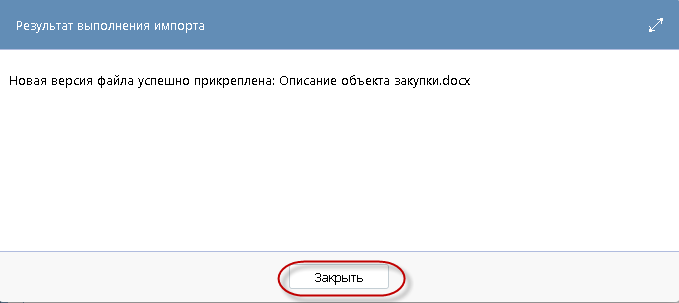 Результат выполнения импорта
Новая версия файла успешно прикреплена: Описание объекта закупки.docx
Закрыть